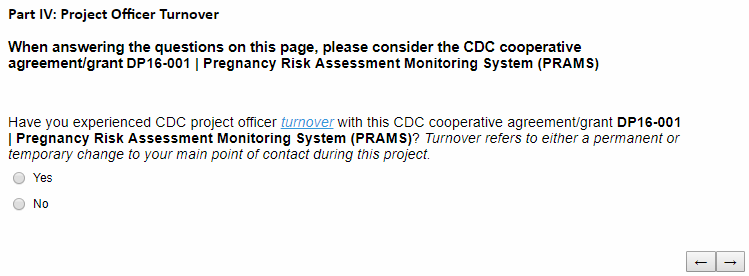 Part IV: Project Officer Turnover
When answering the questions on this page, please consider the CDC cooperative
agreement/grant DP16-001 | Pregnancy Risk Assessment Monitoring System (PRAMS)
Have you experienced CDC project officer turnover with this CDC cooperative agreement/grant DP16-001
| Pregnancy Risk Assessment Monitoring System (PRAMS)? Turnover refers to either a permanent or
temporary change to your main point of contact during this project.
Yes
No
← →